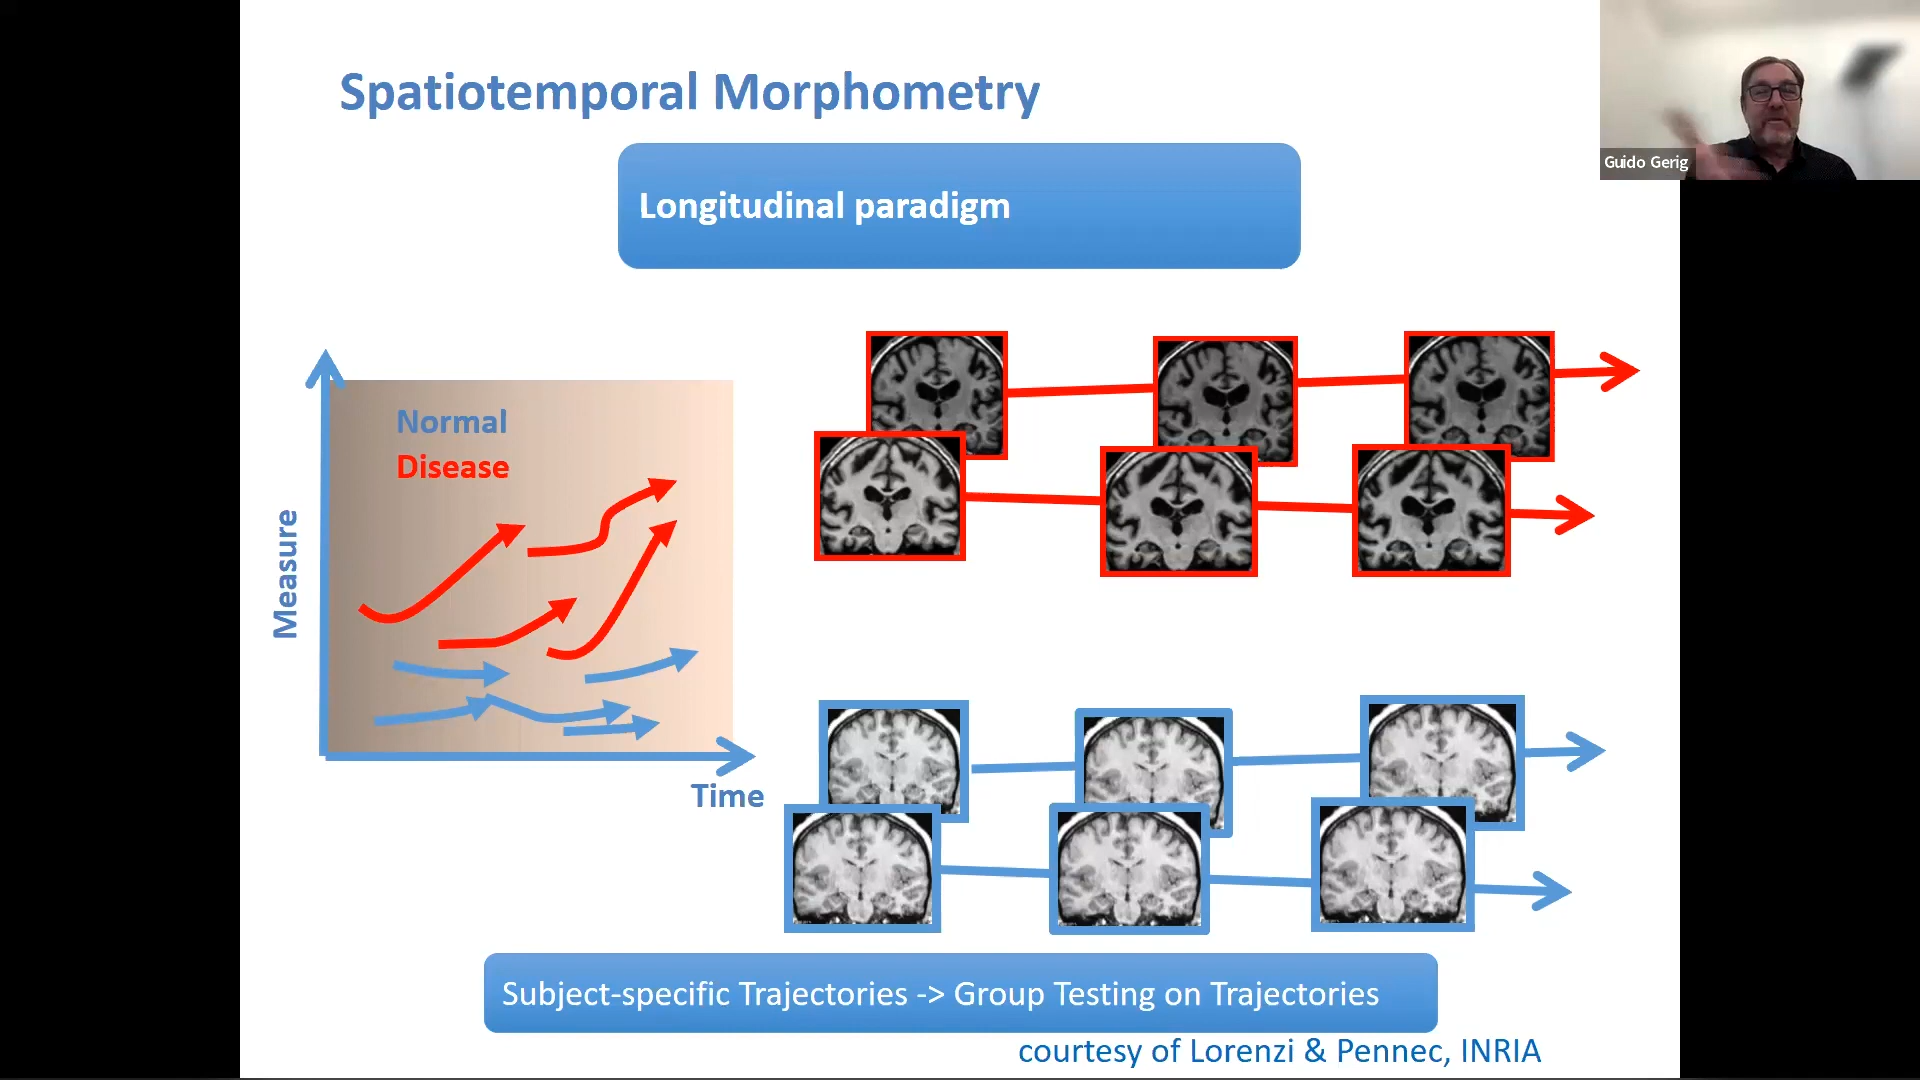 Spatiotemporal Morphometry
Guido Gerig
Longitudinal paradigm
Normal
Disease
Measure
Time
Subject-specific Trajectories -> Group Testing on Trajectories
courtesy of Lorenzi & Pennec, INRIA